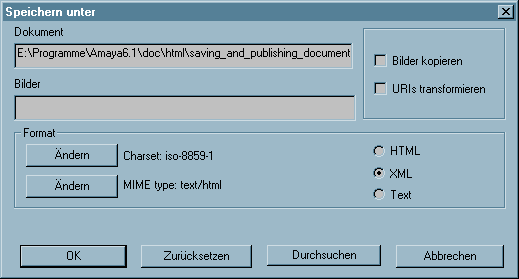 Speichern unter
Dokument
E:\Programme\Amaya6.1\doc\html\saving_and_publishing_document
Bilder kopieren
Bilder
URIs transformieren
Format
Ändern Charset: iso-8859-1
HTML
XML
Ändern MIME type: text/html
Text
OK Zurücksetzen Durchsuchen Abbrechen